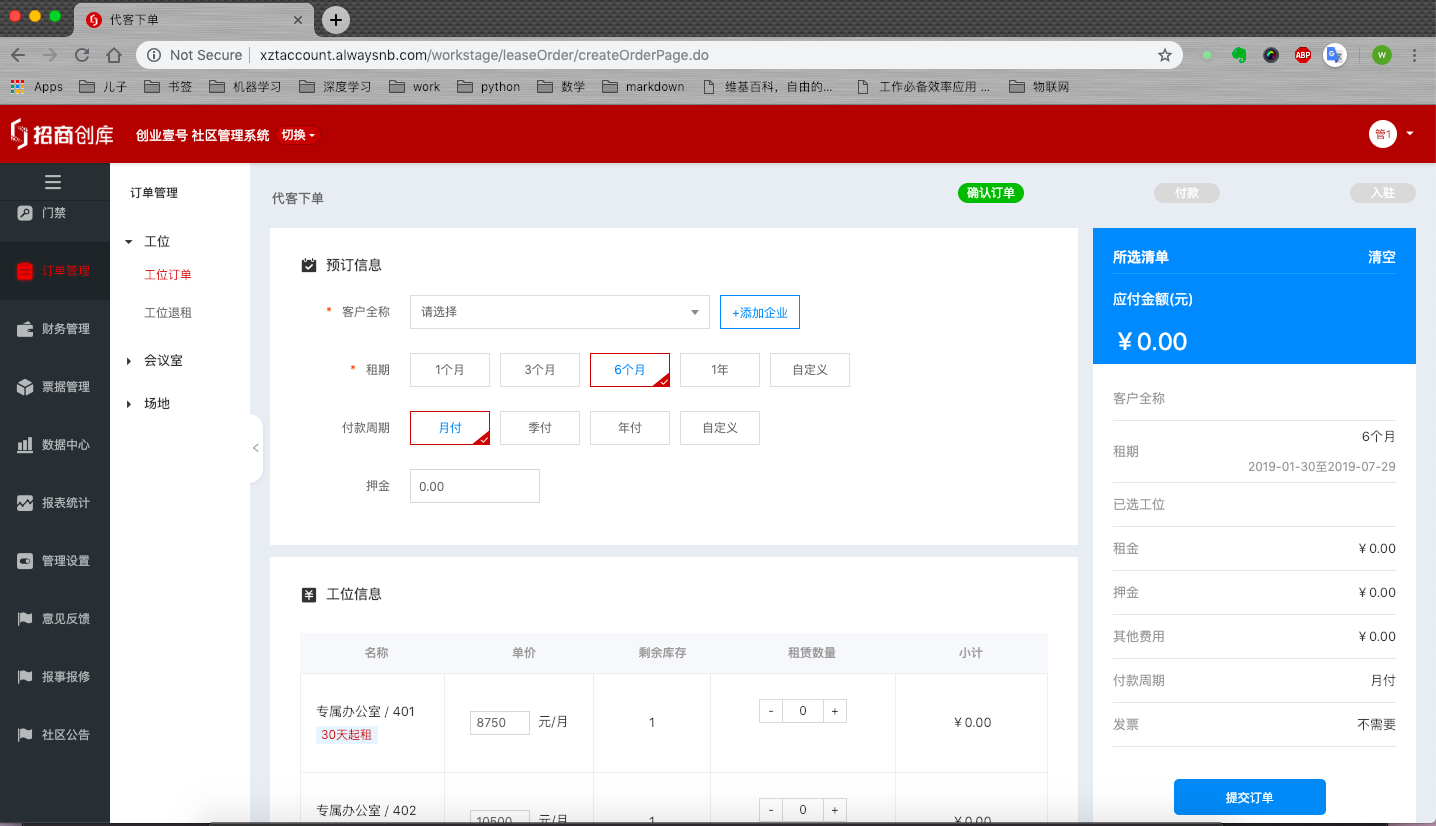 代客下单
Not Secure
xztaccount.alwaysnb.com/workstage/leaseOrder/createOrderPage.do
ABP
W
Apps
儿子
书签
机器学习
深度学习
work
python
数学
markdown
维基百科，自由的...
工作必备效率应用 ...
物联网
招商创库
创业壹号 社区管理系统 切换
管1
门禁
订单管理
财务管理
票据管理
数据中心
报表统计
管理设置
意见反馈
报事报修
社区公告
订单管理
工位
工位订单
工位退租
会议室
场地
代客下单
确认订单
付款
入驻
预订信息
* 客户全称 请选择 +添加企业
* 租期 1个月 3个月 6个月 1年 自定义
付款周期 月付 季付 年付 自定义
押金 0.00
工位信息
名称 单价 剩余库存 租赁数量 小计
专属办公室 / 401
30天起租
8750 元/月 1 - 0 + ¥0.00
专属办公室 / 402
10500 元/月 1 - 0 + ¥0.00
所选清单 清空
应付金额(元)
¥0.00
客户全称
租期 6个月
2019-01-30至2019-07-29
已选工位
租金 ¥0.00
押金 ¥0.00
其他费用 ¥0.00
付款周期 月付
发票 不需要
提交订单